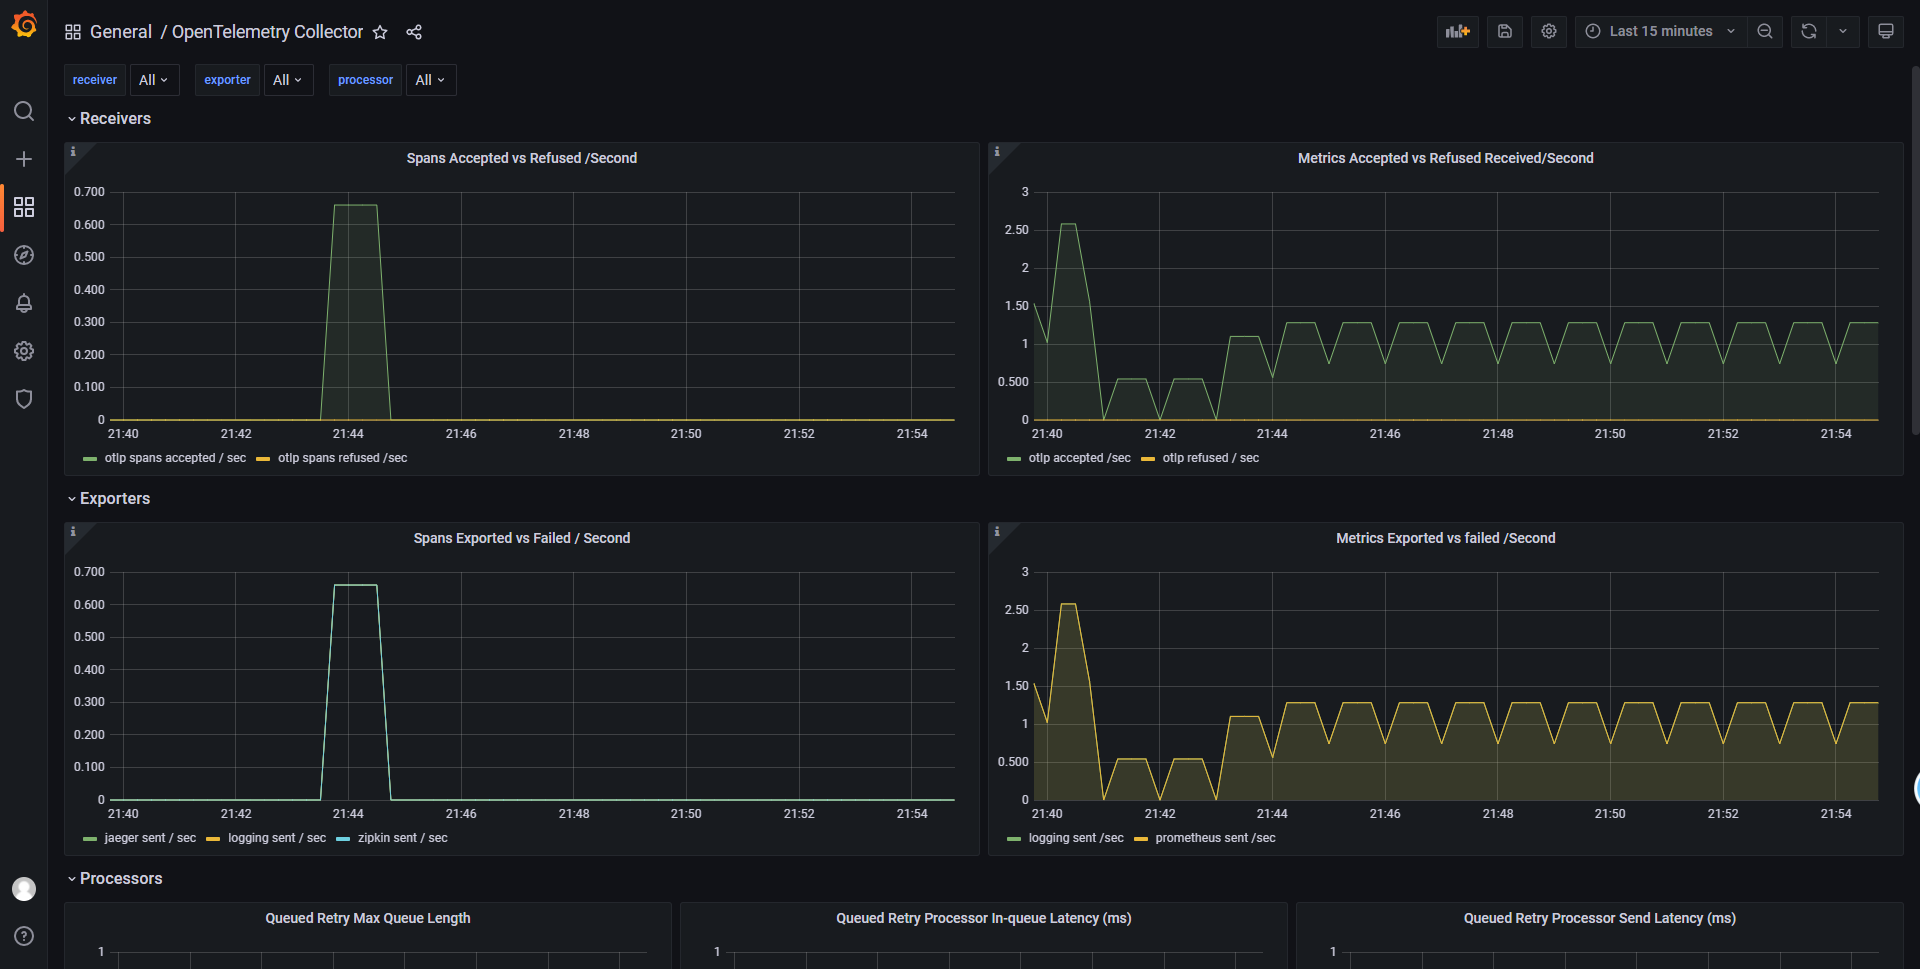 General / OpenTelemetry Collector
Last 15 minutes
receiver All exporter All processor All
Receivers
Spans Accepted vs Refused /Second
0.700
0.600
0.500
0.400
0.300
0.200
0.100
0
21:40 21:42 21:44 21:46 21:48 21:50 21:52 21:54
otlp spans accepted / sec otlp spans refused /sec
Metrics Accepted vs Refused Received/Second
3
2.50
2
1.50
1
0.500
0
21:40 21:42 21:44 21:46 21:48 21:50 21:52 21:54
otlp accepted /sec otlp refused / sec
Exporters
Spans Exported vs Failed / Second
0.700
0.600
0.500
0.400
0.300
0.200
0.100
0
21:40 21:42 21:44 21:46 21:48 21:50 21:52 21:54
jaeger sent / sec logging sent / sec zipkin sent / sec
Metrics Exported vs failed /Second
3
2.50
2
1.50
1
0.500
0
21:40 21:42 21:44 21:46 21:48 21:50 21:52 21:54
logging sent /sec prometheus sent /sec
Processors
Queued Retry Max Queue Length
1
Queued Retry Processor In-queue Latency (ms)
1
Queued Retry Processor Send Latency (ms)
1